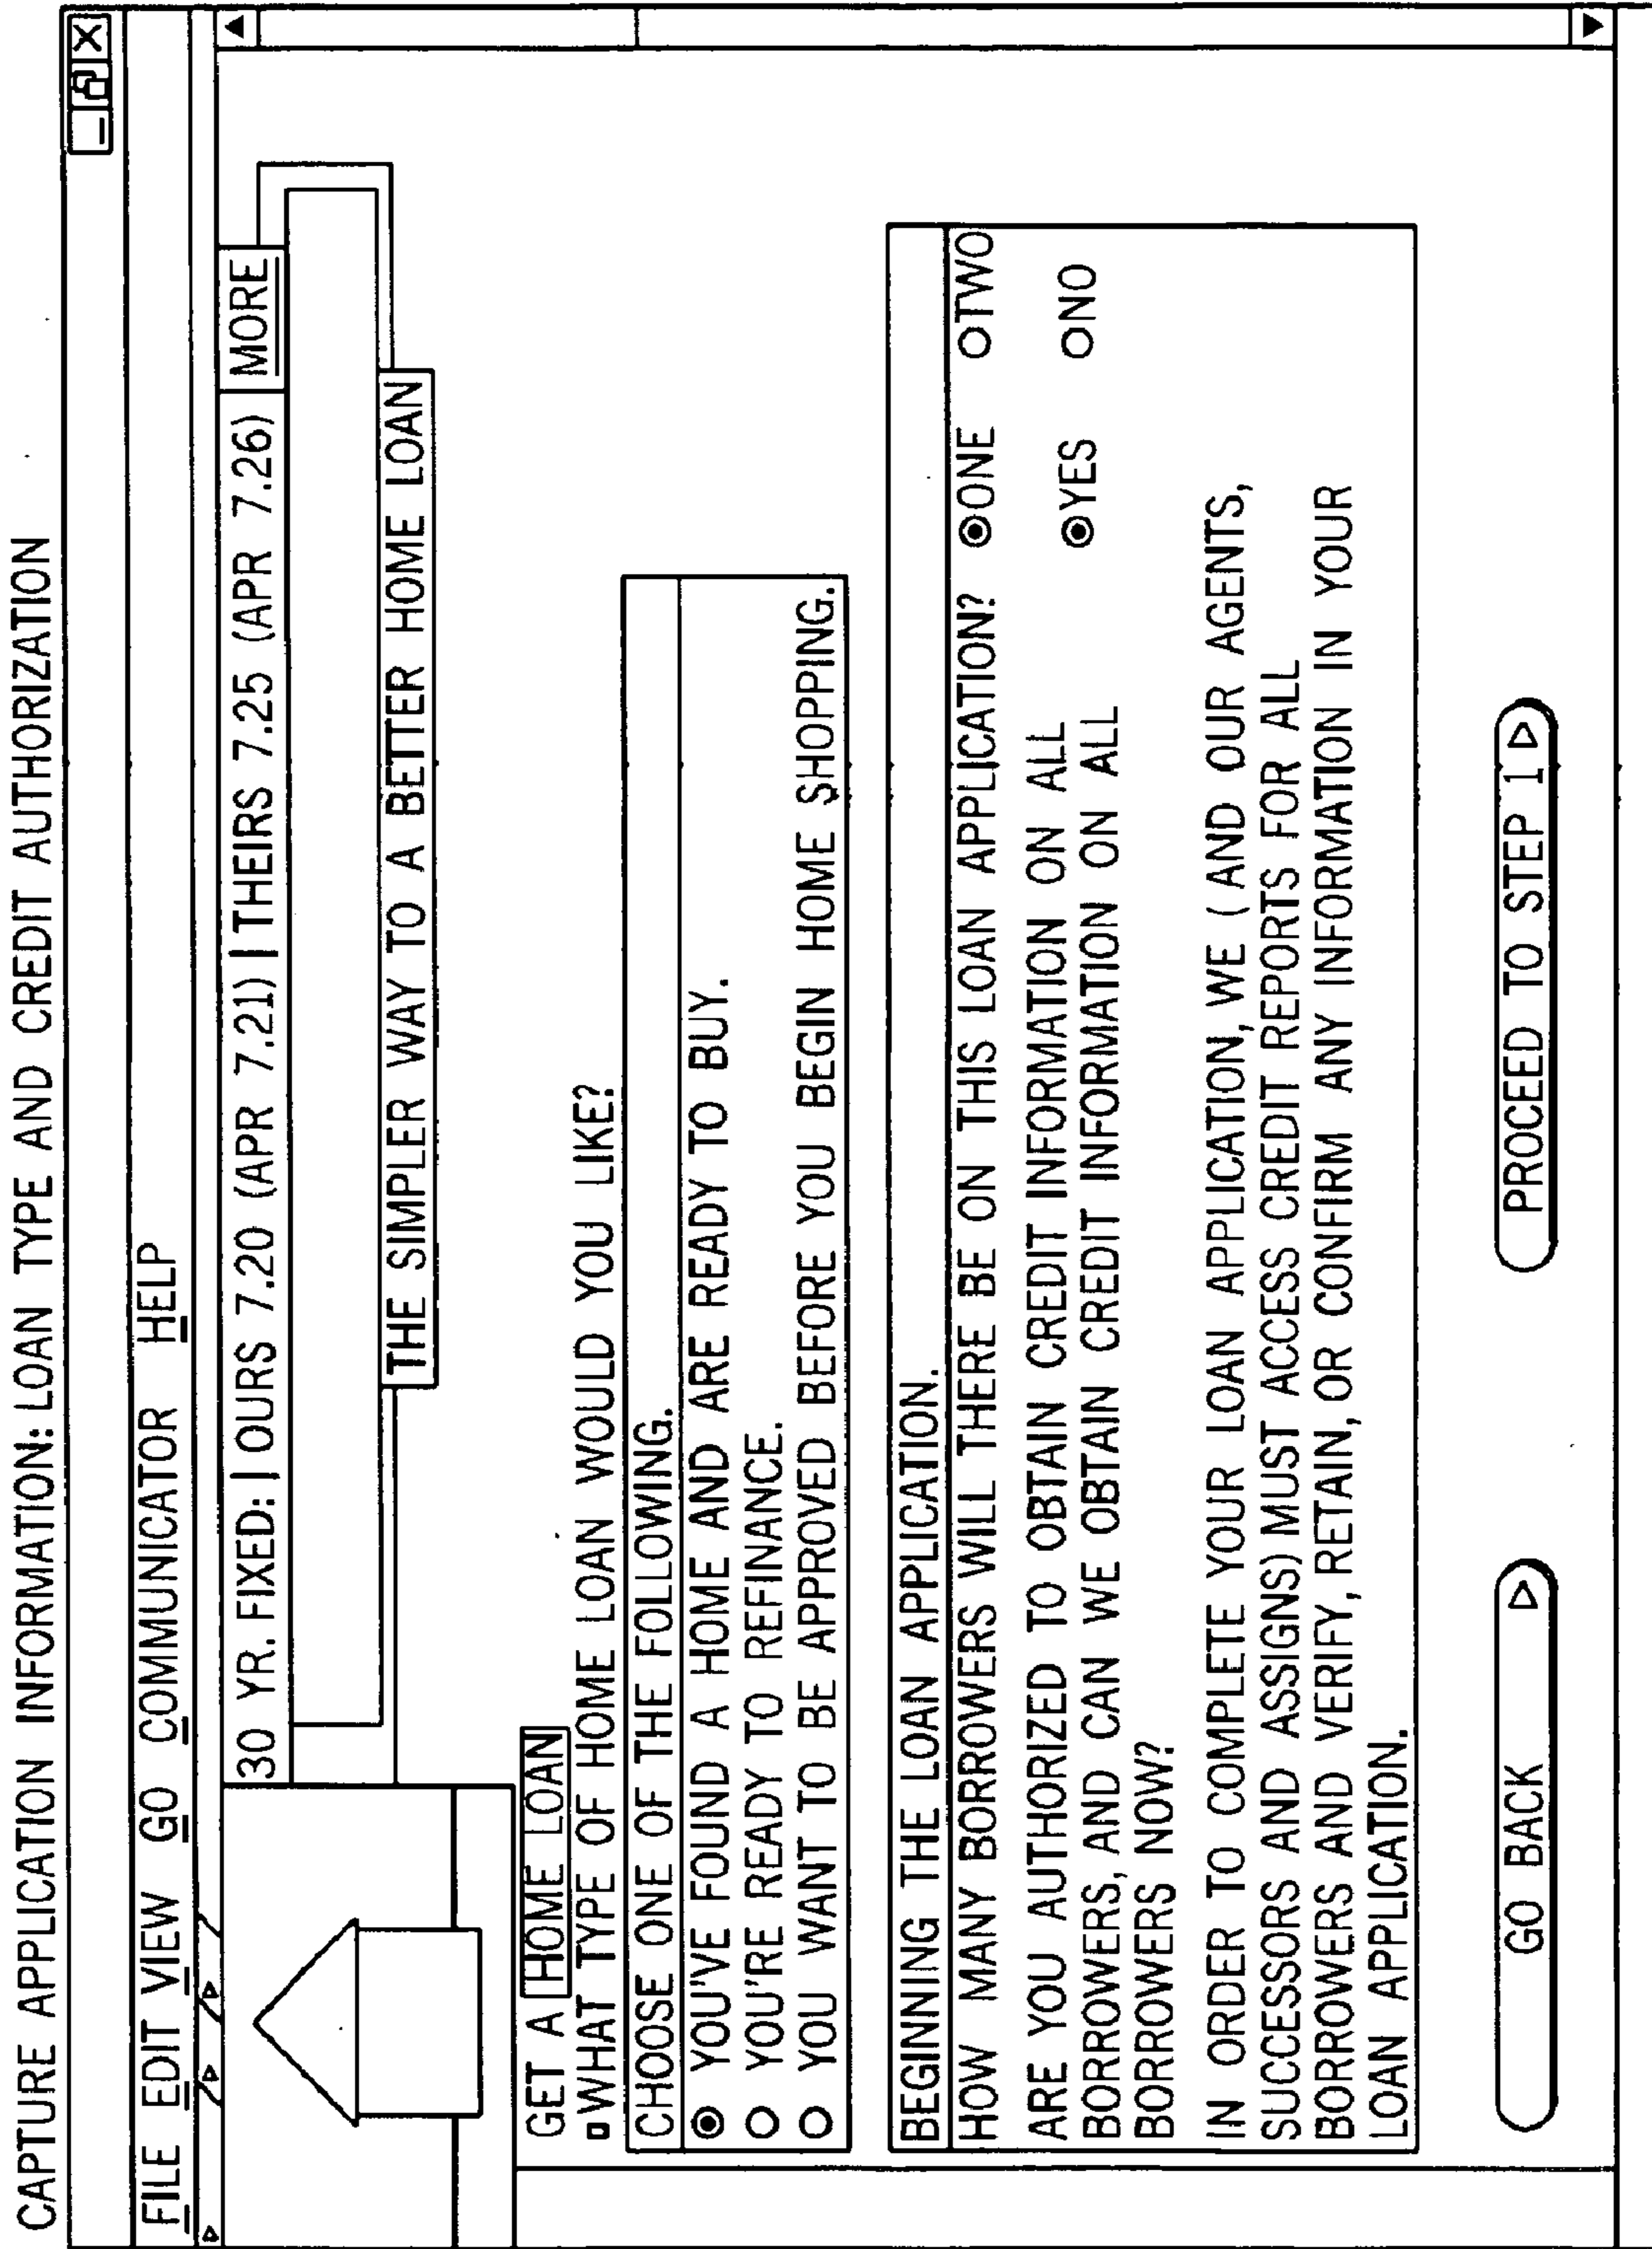 CAPTURE APPLICATION INFORMATION: LOAN TYPE AND CREDIT AUTHORIZATION
FILE EDIT VIEW GO COMMUNICATOR HELP
30 YR. FIXED: | OURS 7.20 (APR 7.21) | THEIRS 7.25 (APR 7.26) | MORE
THE SIMPLER WAY TO A BETTER HOME LOAN
GET A HOME LOAN
WHAT TYPE OF HOME LOAN WOULD YOU LIKE?
CHOOSE ONE OF THE FOLLOWING.
YOU'VE FOUND A HOME AND ARE READY TO BUY.
YOU'RE READY TO REFINANCE.
YOU WANT TO BE APPROVED BEFORE YOU BEGIN HOME SHOPPING.
BEGINNING THE LOAN APPLICATION.
HOW MANY BORROWERS WILL THERE BE ON THIS LOAN APPLICATION? ONE TWO
ARE YOU AUTHORIZED TO OBTAIN CREDIT INFORMATION ON ALL
BORROWERS, AND CAN WE OBTAIN CREDIT INFORMATION ON ALL YES NO
BORROWERS NOW?
IN ORDER TO COMPLETE YOUR LOAN APPLICATION, WE (AND OUR AGENTS,
SUCCESSORS AND ASSIGNS) MUST ACCESS CREDIT REPORTS FOR ALL
BORROWERS AND VERIFY, RETAIN, OR CONFIRM ANY INFORMATION IN YOUR
LOAN APPLICATION.
GO BACK PROCEED TO STEP 1